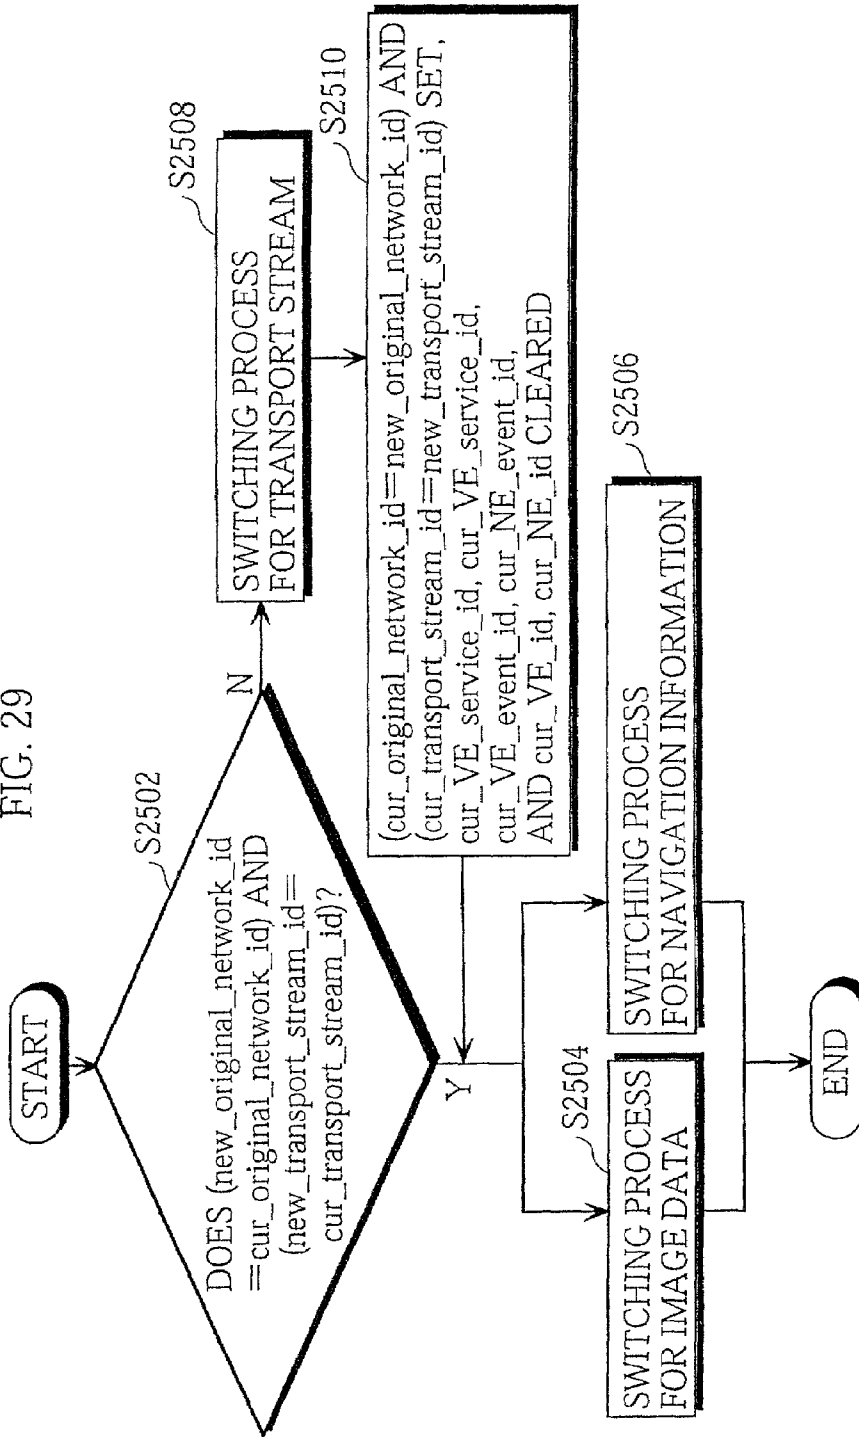 FIG. 29
START
S2502
DOES (new_original_network_id
==cur_original_network_id) AND
(new_transport_stream_id==
cur_transport_stream_id)?
N
Y
S2508
SWITCHING PROCESS
FOR TRANSPORT STREAM
S2510
(cur_original_network_id==new_original_network_id) AND
(cur_transport_stream_id=new_transport_stream_id) SET,
cur_VE_service_id, cur_VE_service_id,
cur_VE_event_id, cur_NE_event_id,
AND cur_VE_id, cur_NE_id CLEARED
S2504
SWITCHING PROCESS
FOR IMAGE DATA
S2506
SWITCHING PROCESS
FOR NAVIGATION INFORMATION
END